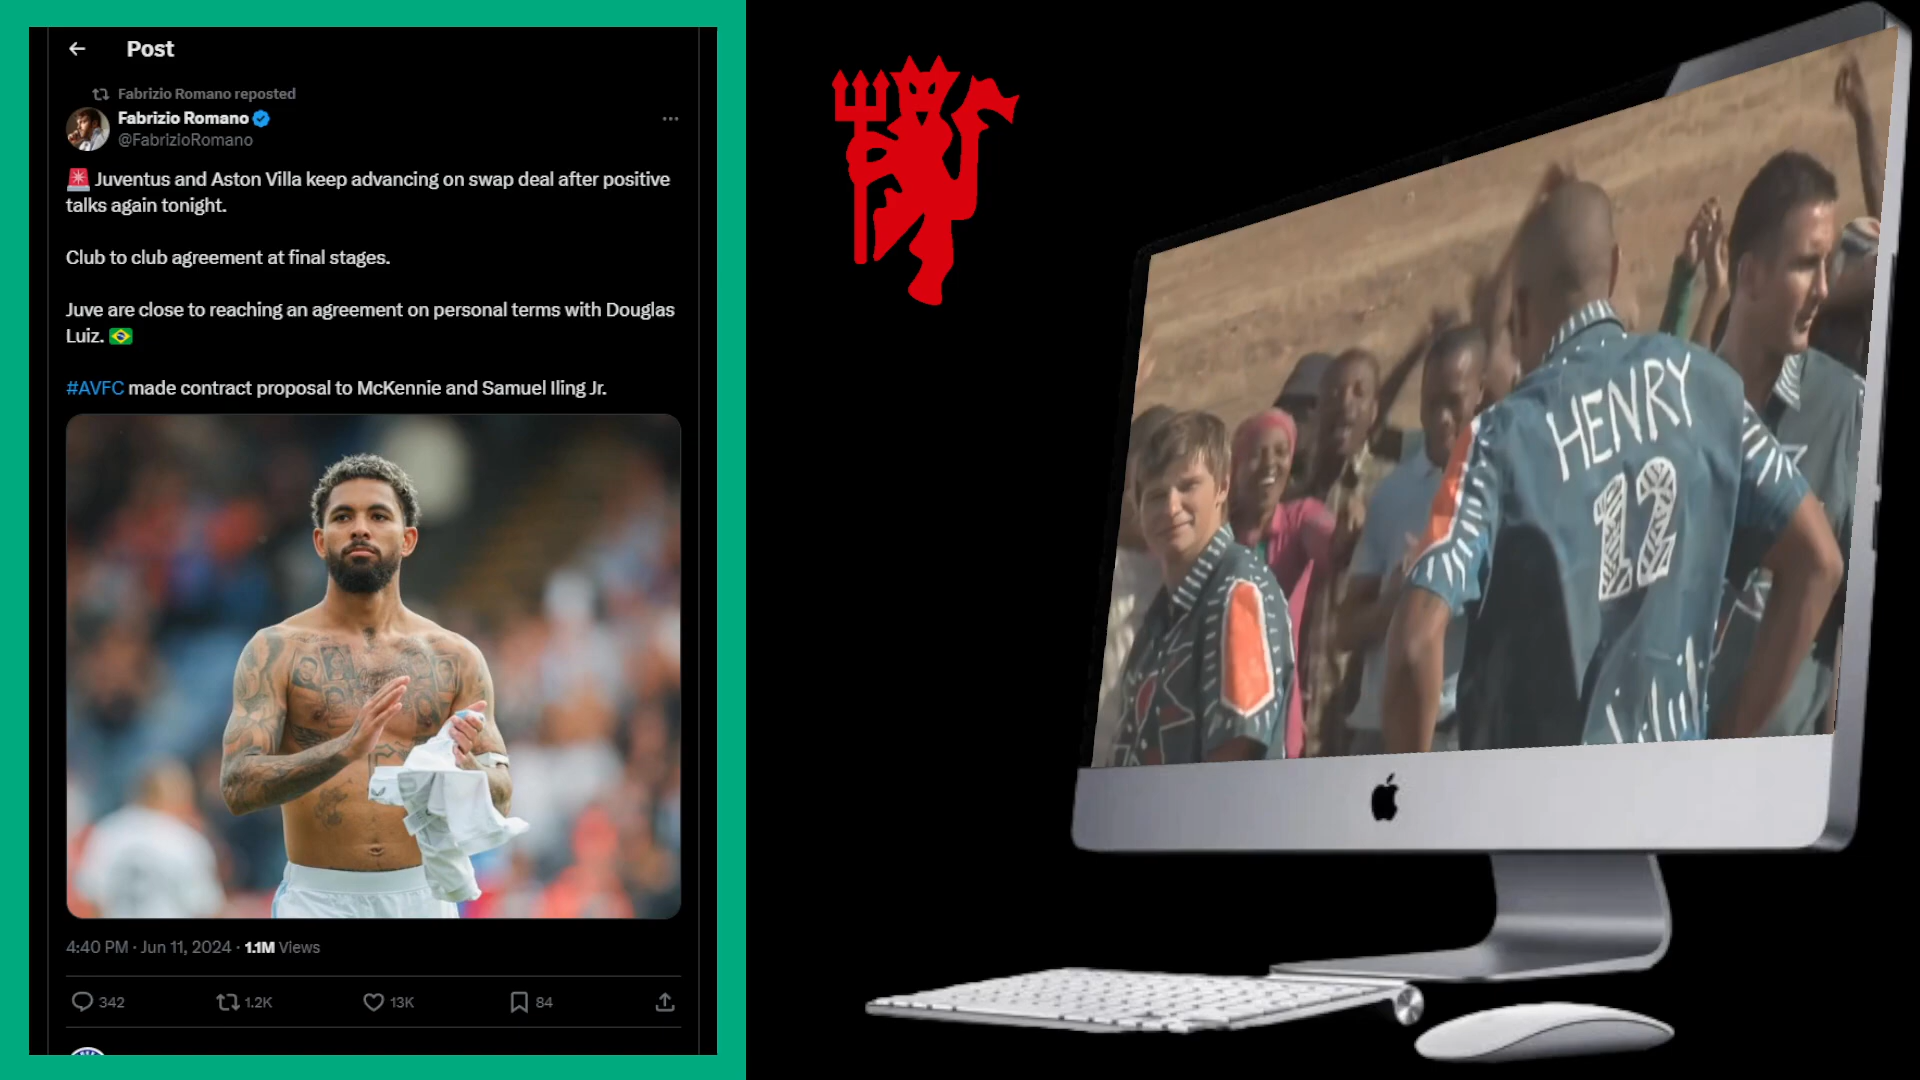 Post
Fabrizio Romano reposted
Fabrizio Romano
@FabrizioRomano
Juventus and Aston Villa keep advancing on swap deal after positive
talks again tonight.
Club to club agreement at final stages.
Juve are close to reaching an agreement on personal terms with Douglas
Luiz.
#AVFC made contract proposal to McKennie and Samuel Iling Jr.
4:40 PM · Jun 11, 2024 · 1.1M Views
342 1.2K 13K 84
HENRY
12